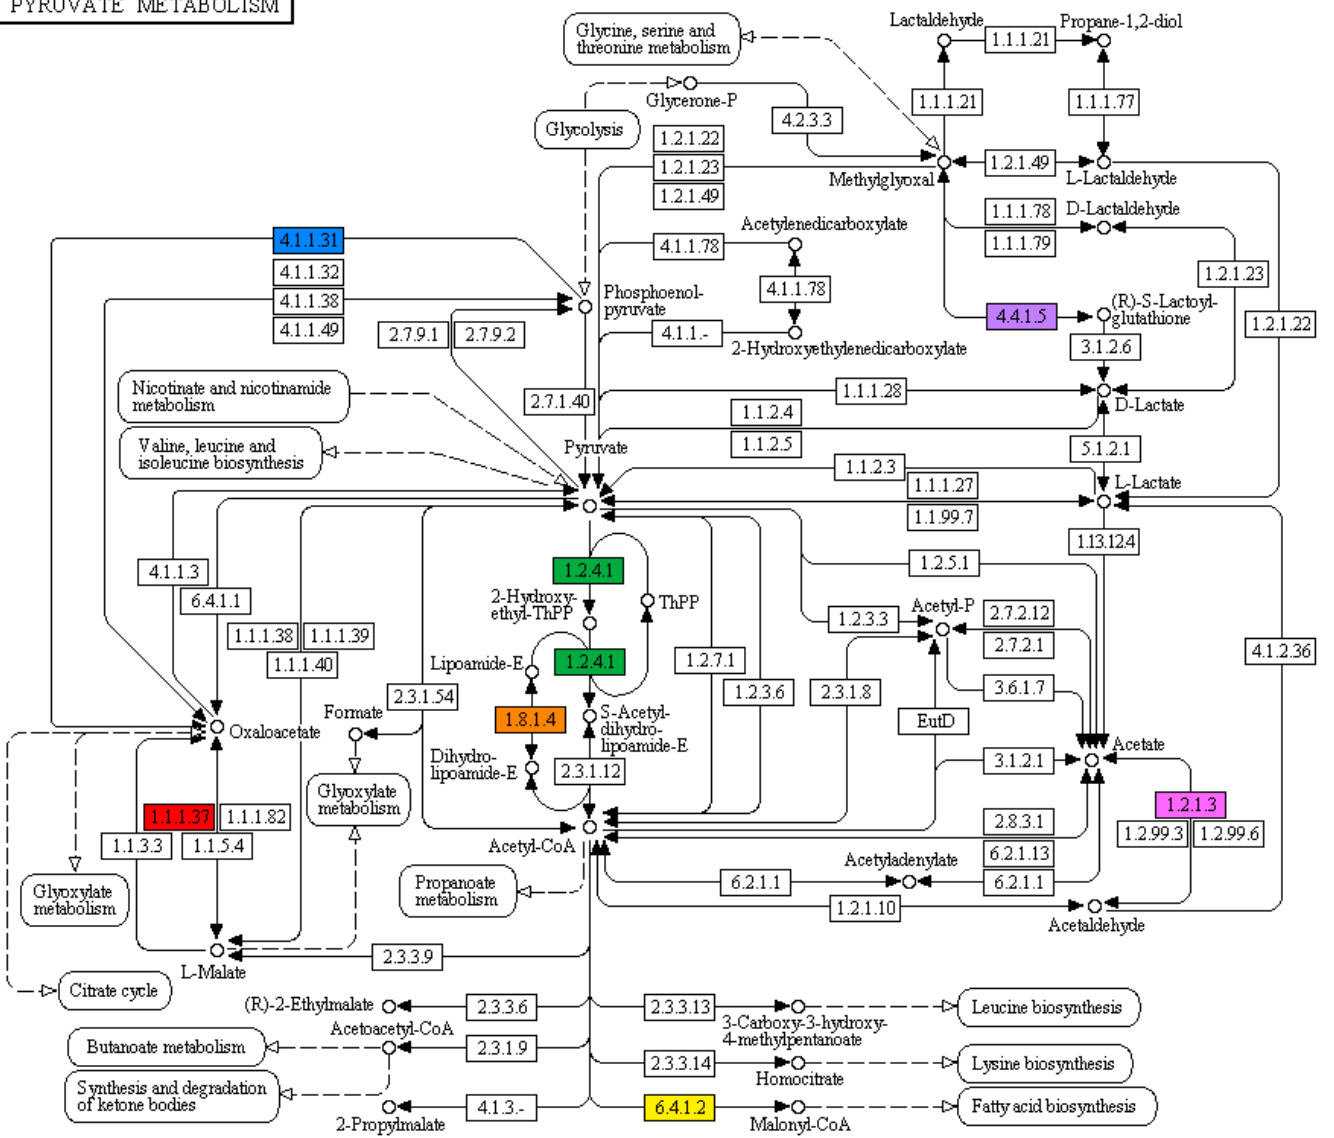 PYRUVATE METABOLISM
Glycine, serine and
threonine metabolism
Lactaldehyde
1.1.1.21
Propane-1,2-diol
Glycerone-P
1.1.1.21
1.1.1.77
Glycolysis
4.2.3.3
1.2.1.22
1.2.1.23
1.2.1.49
Methylglyoxal
1.2.1.49
L-Lactaldehyde
Acetylenedicarboxylate
1.1.1.78
1.1.1.79
D-Lactaldehyde
4.1.1.31
4.1.1.32
4.1.1.38
4.1.1.49
4.1.1.78
4.1.1.78
1.2.1.23
Phosphoenol-
pyruvate
4.1.1.-
2-Hydroxyethylenedicarboxylate
4.4.1.5
(R)-S-Lactoyl-
glutathione
1.2.1.22
2.7.9.1
2.7.9.2
3.1.2.6
Nicotinate and nicotinamide
metabolism
2.7.1.40
1.1.1.28
D-Lactate
1.1.2.4
1.1.2.5
Valine, leucine and
isoleucine biosynthesis
Pyruvate
5.1.2.1
1.1.2.3
1.1.1.27
1.1.99.7
L-Lactate
1.13.12.4
4.1.1.3
6.4.1.1
1.2.4.1
1.2.5.1
2-Hydroxy-
ethyl-ThPP
ThPP
1.1.1.38
1.1.1.39
1.1.1.40
Acetyl-P
1.2.3.3
2.7.2.12
2.7.2.1
Lipoamide-E
1.2.4.1
1.2.7.1
4.1.2.36
2.3.1.54
1.2.3.6
2.3.1.8
3.6.1.7
Formate
1.8.1.4
S-Acetyl-
dihydro-
lipoamide-E
EutD
Oxaloacetate
Dihydro-
lipoamide-E
2.3.1.12
3.1.2.1
Acetate
Glyoxylate
metabolism
1.1.1.37
1.1.1.82
1.1.3.3
1.1.5.4
1.2.1.3
1.2.99.3
1.2.99.6
Acetyl-CoA
2.8.3.1
6.2.1.13
Acetyladenylate
6.2.1.1
6.2.1.1
Glyoxylate
metabolism
Propanoate
metabolism
1.2.1.10
Acetaldehyde
L-Malate
2.3.3.9
Citrate cycle
(R)-2-Ethylmalate
2.3.3.6
2.3.3.13
3-Carboxy-3-hydroxy-
4-methylpentanoate
Leucine biosynthesis
Acetoacetyl-CoA
Butanoate metabolism
2.3.1.9
2.3.3.14
Homocitrate
Lysine biosynthesis
Synthesis and degradation
of ketone bodies
4.1.3.-
2-Propylmalate
6.4.1.2
Malonyl-CoA
Fatty acid biosynthesis